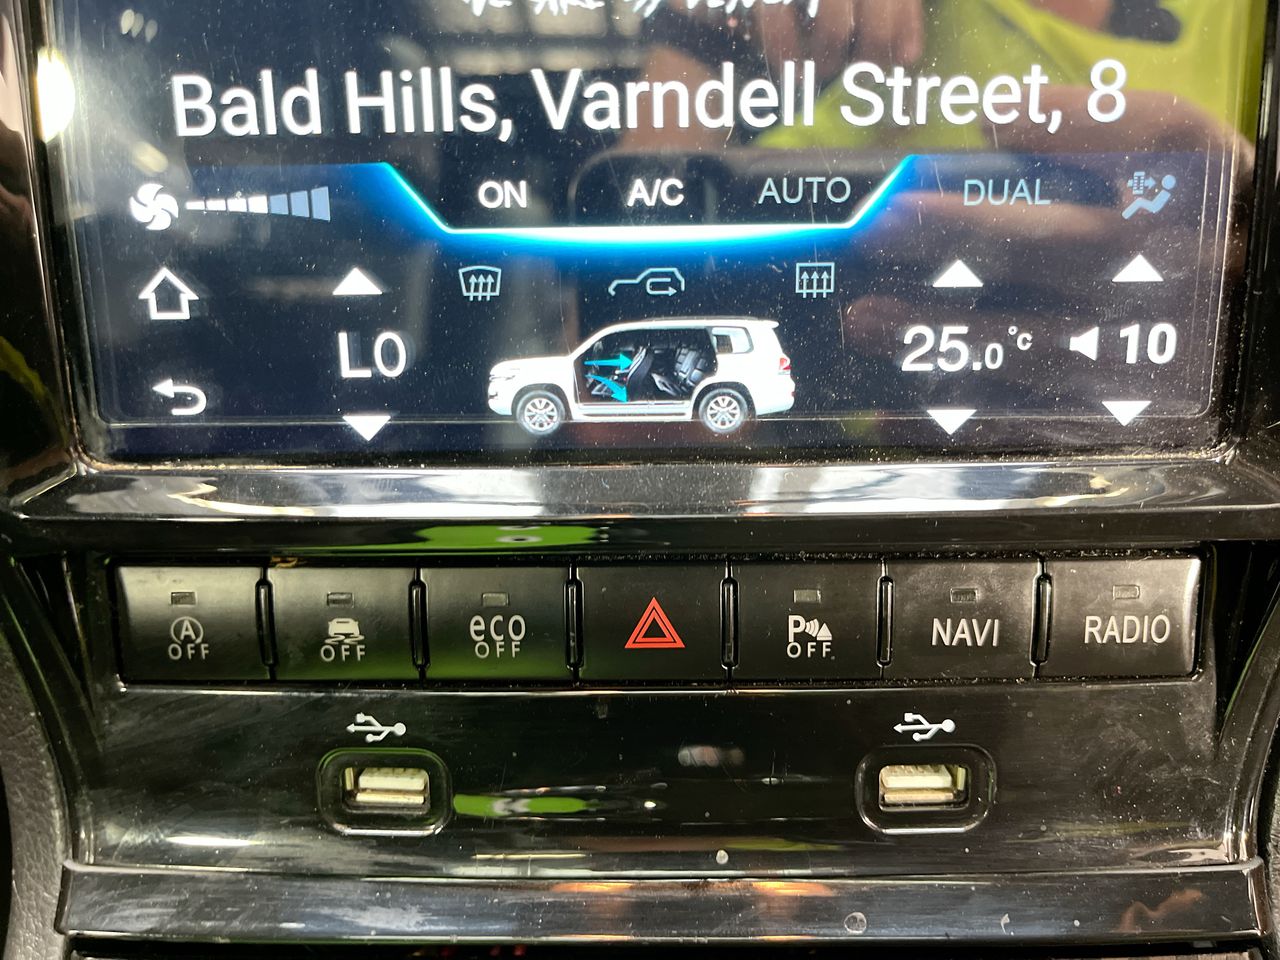 Bald Hills, Varndell Street, 8
ON A/C AUTO DUAL
LO 25.0°c 10
A OFF
OFF
eco OFF
P OFF
NAVI
RADIO